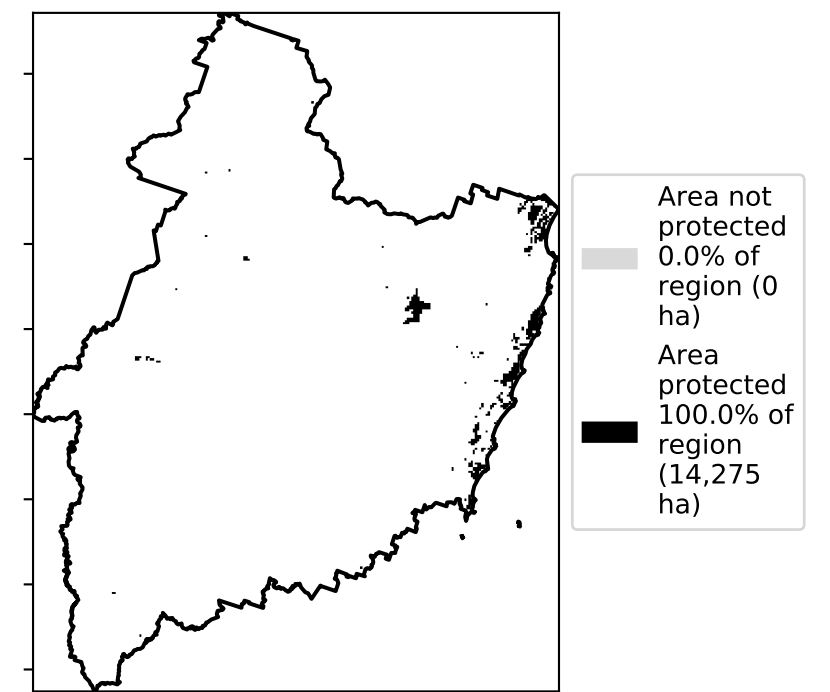 Area not
protected
0.0% of
region (0
ha)
Area
protected
100.0% of
region
(14,275
ha)